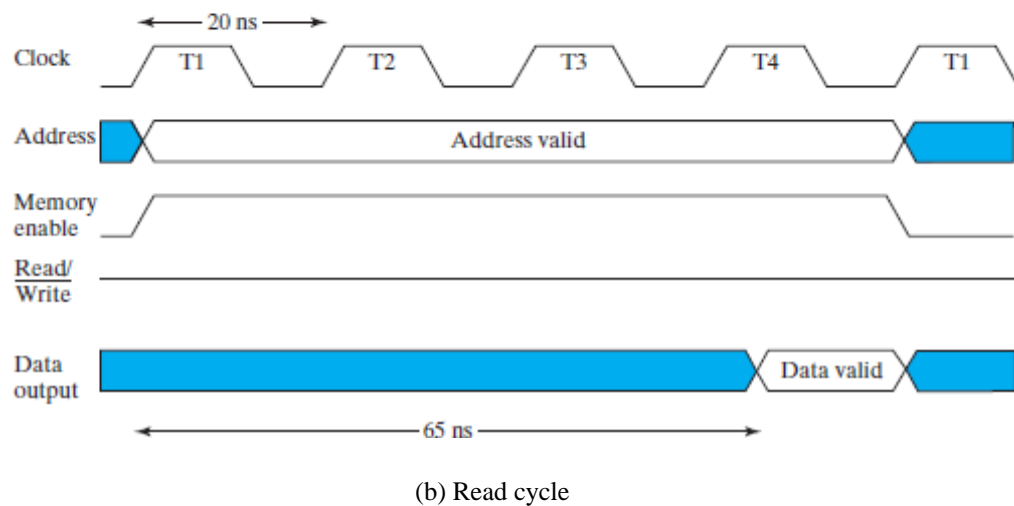 20 ns
Clock
T1 T2 T3 T4 T1
Address
Address valid
Memory
enable
Read/
Write
Data
output
Data valid
65 ns
(b) Read cycle